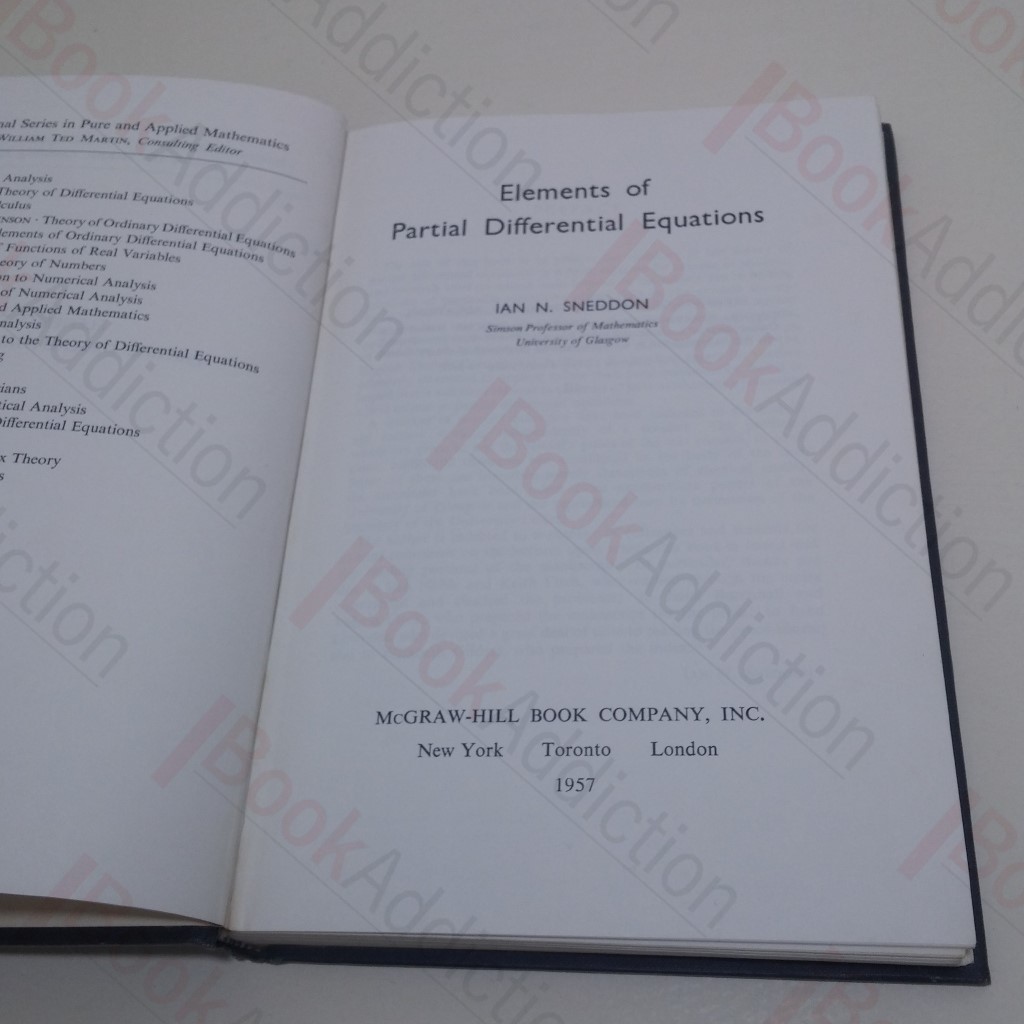 nal Series in Pure and Applied Mathematics
WILLIAM TED MARTIN, Consulting Editor
Analysis
Theory of Differential Equations
culus
NSON · Theory of Ordinary Differential Equations
lements of Ordinary Differential Equations
Functions of Real Variables
eory of Numbers
on to Numerical Analysis
of Numerical Analysis
d Applied Mathematics
nalysis
to the Theory of Differential Equations
g
ians
tical Analysis
Differential Equations
x Theory
s
Elements of
Partial Differential Equations
IAN N. SNEDDON
Simson Professor of Mathematics
University of Glasgow
McGRAW-HILL BOOK COMPANY, INC.
New York Toronto London
1957
BookAddiction